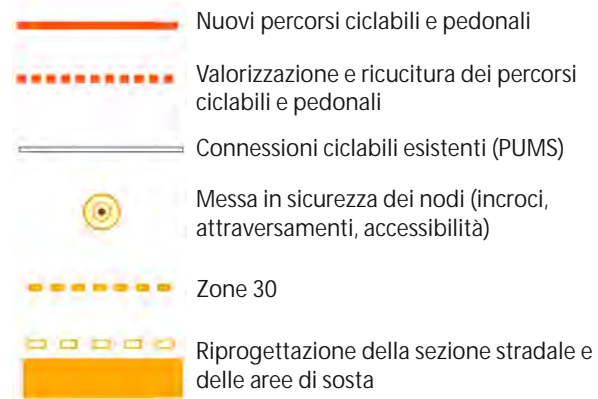 Nuovi percorsi ciclabili e pedonali
Valorizzazione e ricucitura dei percorsi
ciclabili e pedonali
Connessioni ciclabili esistenti (PUMS)
Messa in sicurezza dei nodi (incroci,
attraversamenti, accessibilità)
Zone 30
Riprogettazione della sezione stradale e
delle aree di sosta